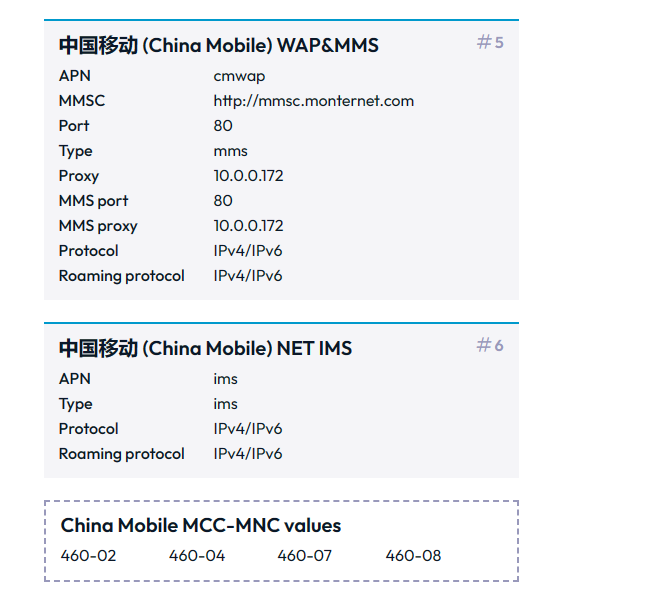 中国移动 (China Mobile) WAP&MMS #5
APN cmwap
MMSC http://mmsc.monternet.com
Port 80
Type mms
Proxy 10.0.0.172
MMS port 80
MMS proxy 10.0.0.172
Protocol IPv4/IPv6
Roaming protocol IPv4/IPv6
中国移动 (China Mobile) NET IMS #6
APN ims
Type ims
Protocol IPv4/IPv6
Roaming protocol IPv4/IPv6
China Mobile MCC-MNC values
460-02 460-04 460-07 460-08